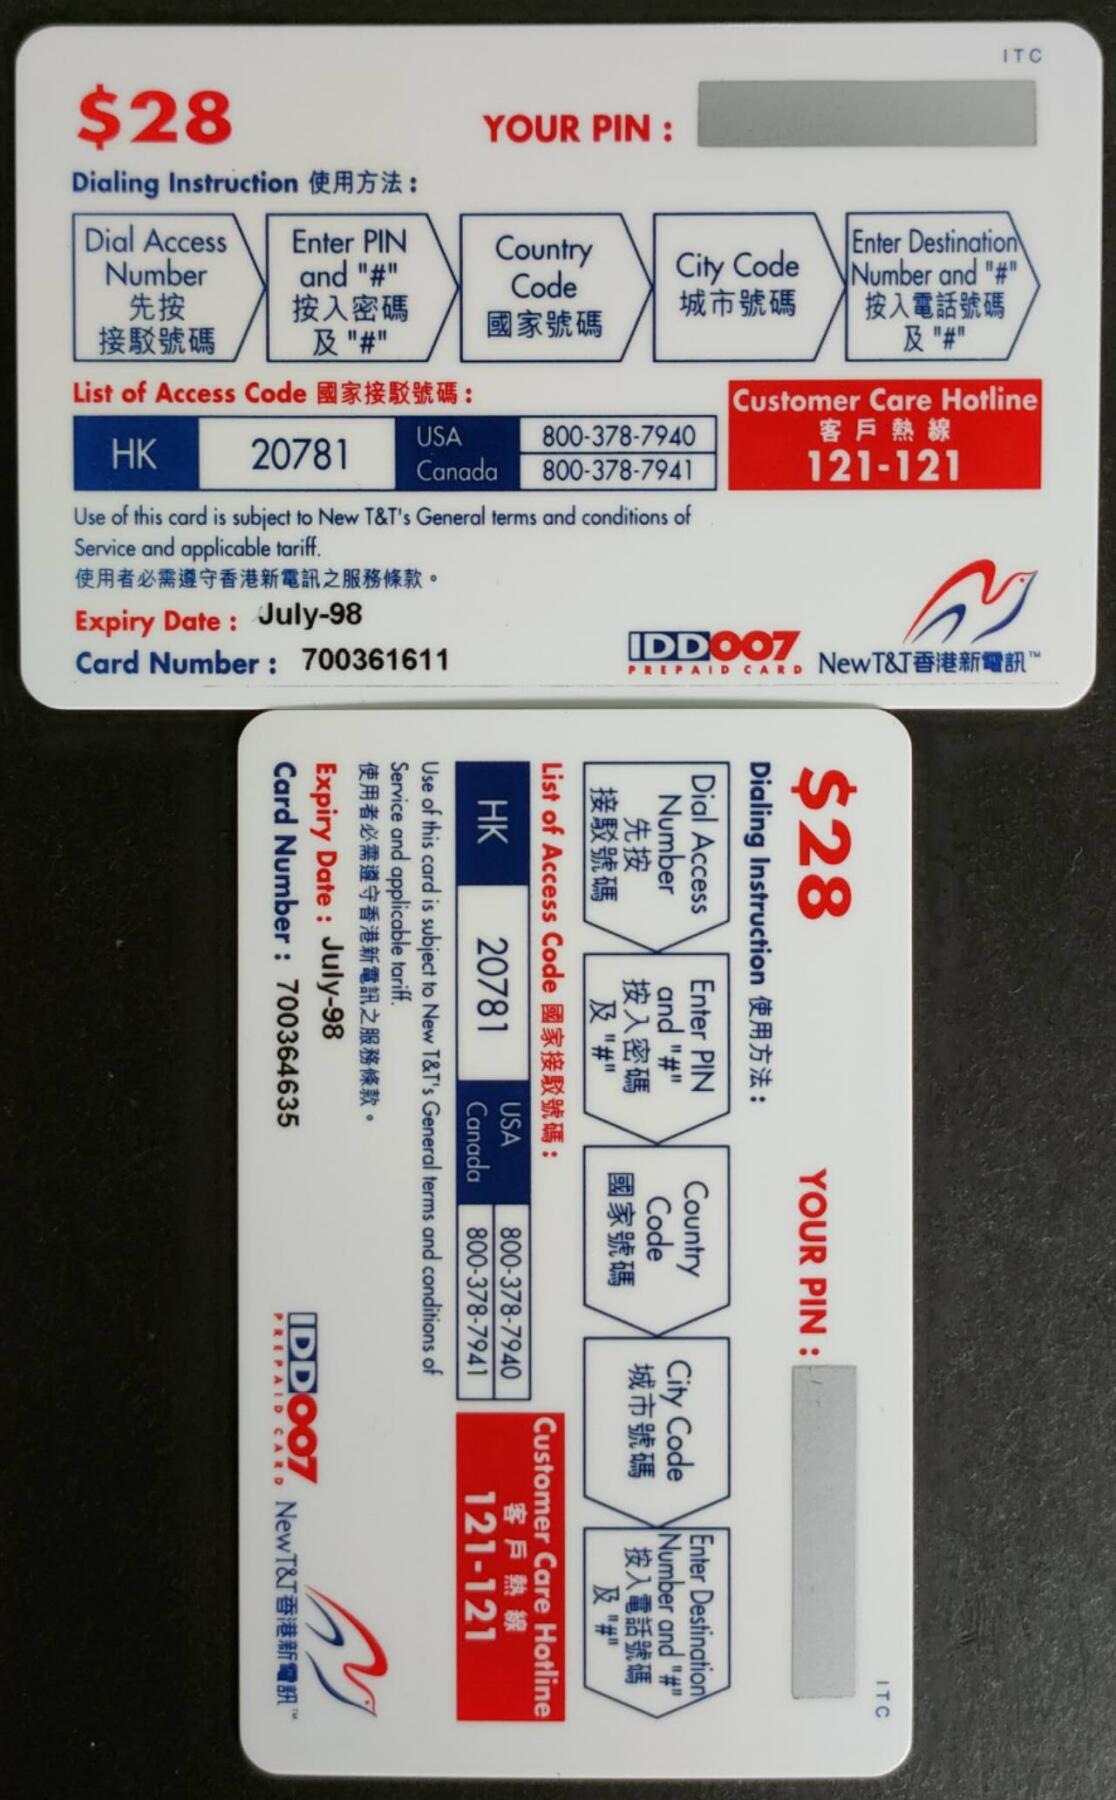 ITC
$28
YOUR PIN :
Dialing Instruction 使用方法 :
Dial Access
Number
先按
接駁號碼
Enter PIN
and "#"
按入密碼
及 "#"
Country
Code
國家號碼
City Code
城市號碼
Enter Destination
Number and "#"
按入電話號碼
及 "#"
List of Access Code 國家接駁號碼 :
HK
20781
USA
800-378-7940
Canada
800-378-7941
Customer Care Hotline
客戶熱線
121-121
Use of this card is subject to New T&T's General terms and conditions of
Service and applicable tariff.
使用者必需遵守香港新電訊之服務條款。
Expiry Date : July-98
Card Number : 700361611
IDD007
PREPAID CARD
New T&T香港新電訊™
ITC
$28
YOUR PIN :
Dialing Instruction 使用方法 :
Dial Access
Number
先按
接駁號碼
Enter PIN
and "#"
按入密碼
及 "#"
Country
Code
國家號碼
City Code
城市號碼
Enter Destination
Number and "#"
按入電話號碼
及 "#"
List of Access Code 國家接駁號碼 :
HK
20781
USA
800-378-7940
Canada
800-378-7941
Customer Care Hotline
客戶熱線
121-121
Use of this card is subject to New T&T's General terms and conditions of
Service and applicable tariff.
使用者必需遵守香港新電訊之服務條款。
Expiry Date : July-98
Card Number : 700364635
IDD007
PREPAID CARD
New T&T香港新電訊™